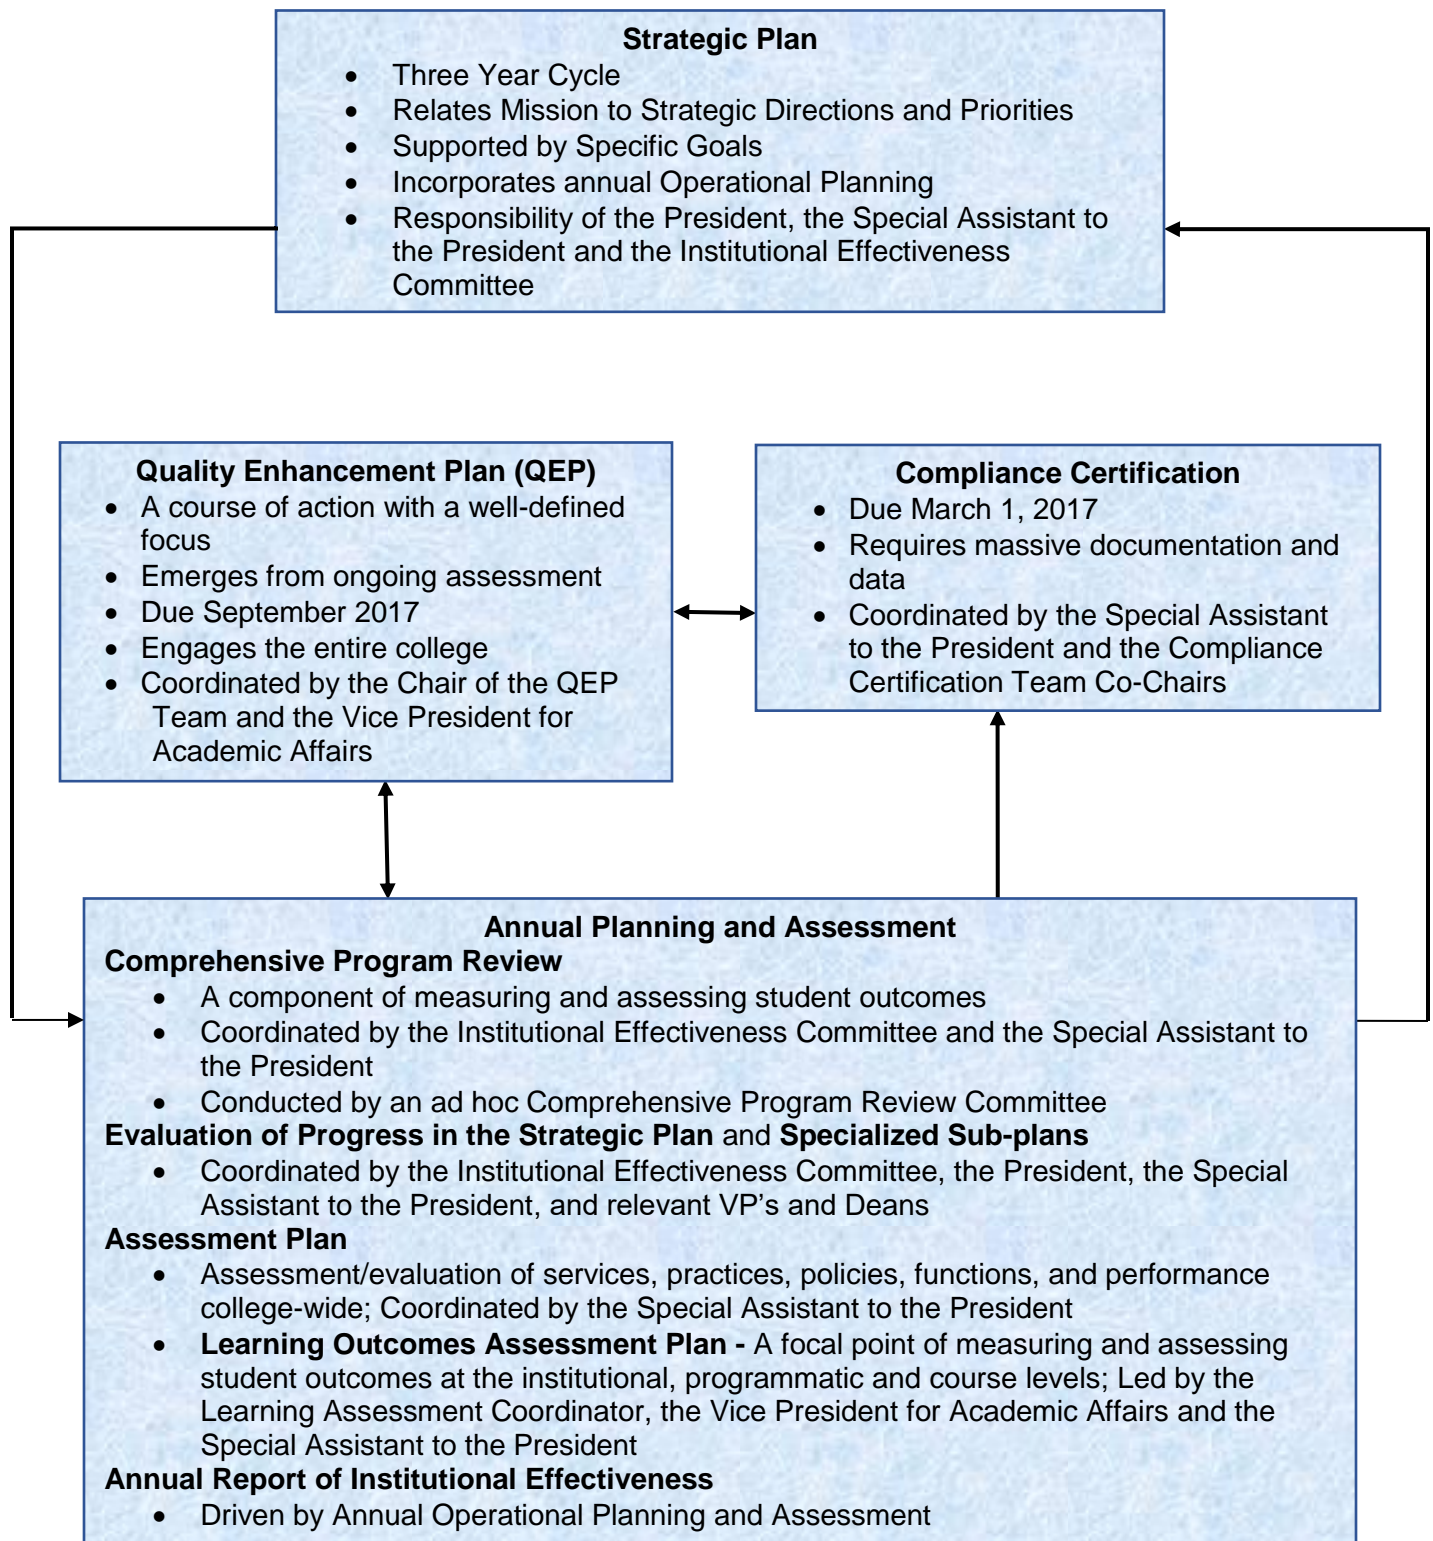 Strategic Plan
• Three Year Cycle
• Relates Mission to Strategic Directions and Priorities
• Supported by Specific Goals
• Incorporates annual Operational Planning
• Responsibility of the President, the Special Assistant to
the President and the Institutional Effectiveness
Committee
Quality Enhancement Plan (QEP)
• A course of action with a well-defined
focus
• Emerges from ongoing assessment
• Due September 2017
• Engages the entire college
• Coordinated by the Chair of the QEP
Team and the Vice President for
Academic Affairs
Compliance Certification
• Due March 1, 2017
• Requires massive documentation and
data
• Coordinated by the Special Assistant
to the President and the Compliance
Certification Team Co-Chairs
Annual Planning and Assessment
Comprehensive Program Review
• A component of measuring and assessing student outcomes
• Coordinated by the Institutional Effectiveness Committee and the Special Assistant to
the President
• Conducted by an ad hoc Comprehensive Program Review Committee
Evaluation of Progress in the Strategic Plan and Specialized Sub-plans
• Coordinated by the Institutional Effectiveness Committee, the President, the Special
Assistant to the President, and relevant VP's and Deans
Assessment Plan
• Assessment/evaluation of services, practices, policies, functions, and performance
college-wide; Coordinated by the Special Assistant to the President
• Learning Outcomes Assessment Plan - A focal point of measuring and assessing
student outcomes at the institutional, programmatic and course levels; Led by the
Learning Assessment Coordinator, the Vice President for Academic Affairs and the
Special Assistant to the President
Annual Report of Institutional Effectiveness
• Driven by Annual Operational Planning and Assessment